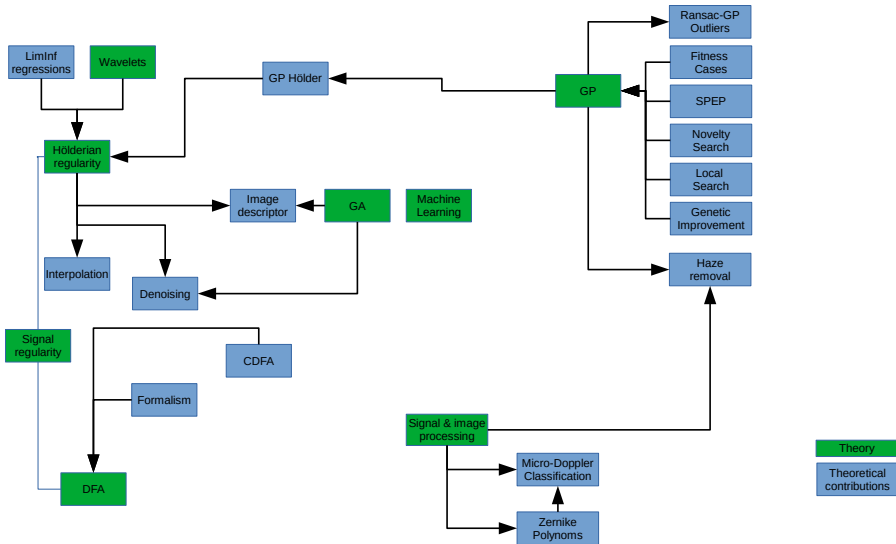 Ransac-GP
Outliers
LimInf
regressions
Wavelets
Fitness
Cases
GP Hölder
GP
SPEP
Novelty
Search
Hölderian
regularity
Local
Search
Image
descriptor
GA
Machine
Learning
Genetic
Improvement
Interpolation
Haze
removal
Denoising
Signal
regularity
CDFA
Formalism
Signal & image
processing
Theory
Micro-Doppler
Classification
Theoretical
contributions
DFA
Zernike
Polynoms